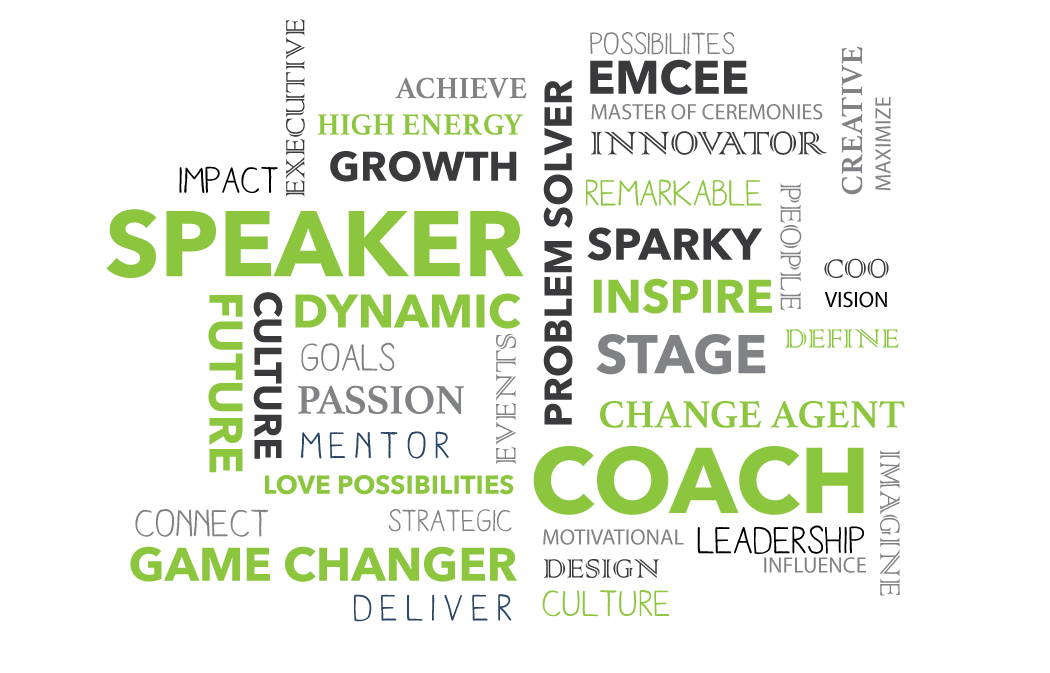 EXECUTIVE
ACHIEVE
HIGH ENERGY
GROWTH
IMPACT
SPEAKER
FUTURE
CULTURE
DYNAMIC
GOALS
PASSION
MENTOR
EVENTS
LOVE POSSIBILITIES
CONNECT
STRATEGIC
GAME CHANGER
DELIVER
PROBLEM SOLVER
POSSIBILIITES
EMCEE
MASTER OF CEREMONIES
INNOVATOR
CREATIVE
MAXIMIZE
REMARKABLE
PEOPLE
SPARKY
COO
INSPIRE
VISION
STAGE
DEFINE
CHANGE AGENT
COACH
IMAGINE
MOTIVATIONAL
LEADERSHIP
INFLUENCE
DESIGN
CULTURE